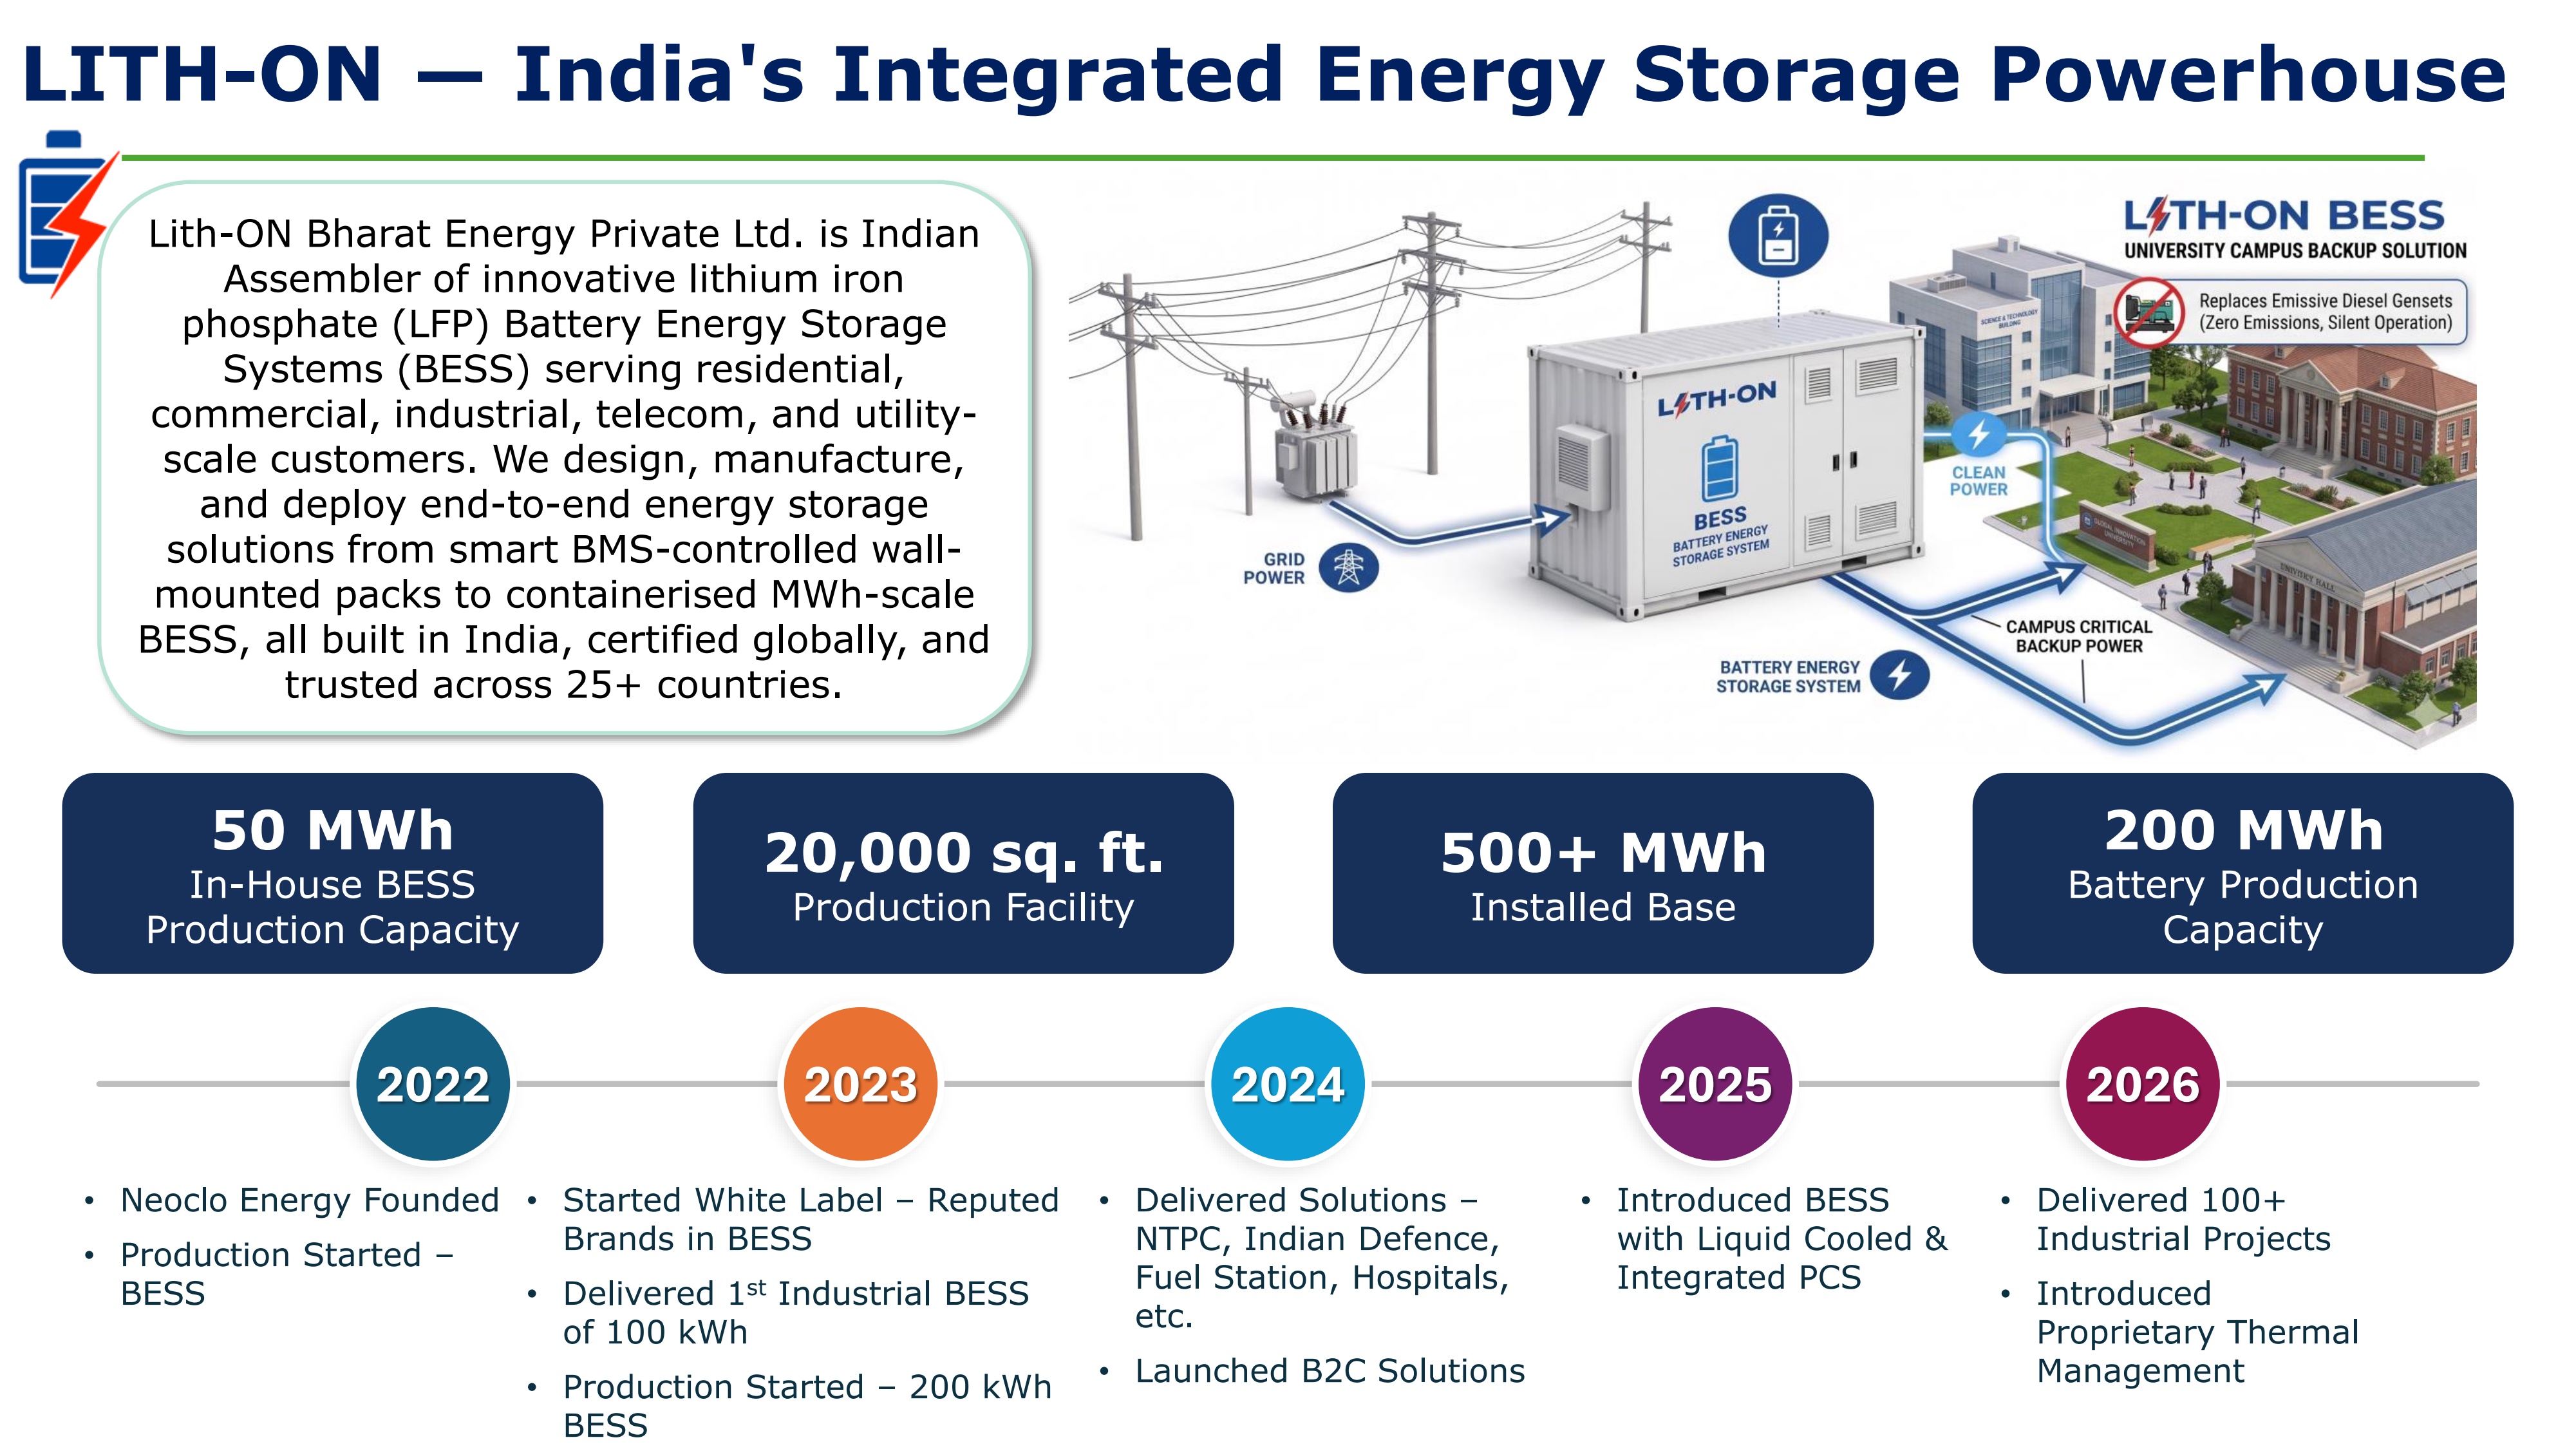 LITH-ON — India's Integrated Energy Storage Powerhouse
Lith-ON Bharat Energy Private Ltd. is Indian
Assembler of innovative lithium iron
phosphate (LFP) Battery Energy Storage
Systems (BESS) serving residential,
commercial, industrial, telecom, and utility-
scale customers. We design, manufacture,
and deploy end-to-end energy storage
solutions from smart BMS-controlled wall-
mounted packs to containerised MWh-scale
BESS, all built in India, certified globally, and
trusted across 25+ countries.
LITH-ON BESS
UNIVERSITY CAMPUS BACKUP SOLUTION
Replaces Emissive Diesel Gensets
(Zero Emissions, Silent Operation)
SCIENCE & TECHNOLOGY
BUILDING
LITH-ON
BESS
BATTERY ENERGY
STORAGE SYSTEM
CLEAN
POWER
GLOBAL INNOVATION
UNIVERSITY
GRID
POWER
CAMPUS CRITICAL
BACKUP POWER
BATTERY ENERGY
STORAGE SYSTEM
50 MWh
In-House BESS
Production Capacity
20,000 sq. ft.
Production Facility
500+ MWh
Installed Base
200 MWh
Battery Production
Capacity
2022
2023
2024
2025
2026
• Neoclo Energy Founded
• Production Started –
BESS
• Started White Label – Reputed
Brands in BESS
• Delivered 1st Industrial BESS
of 100 kWh
• Production Started – 200 kWh
BESS
• Delivered Solutions –
NTPC, Indian Defence,
Fuel Station, Hospitals,
etc.
• Launched B2C Solutions
• Introduced BESS
with Liquid Cooled &
Integrated PCS
• Delivered 100+
Industrial Projects
• Introduced
Proprietary Thermal
Management